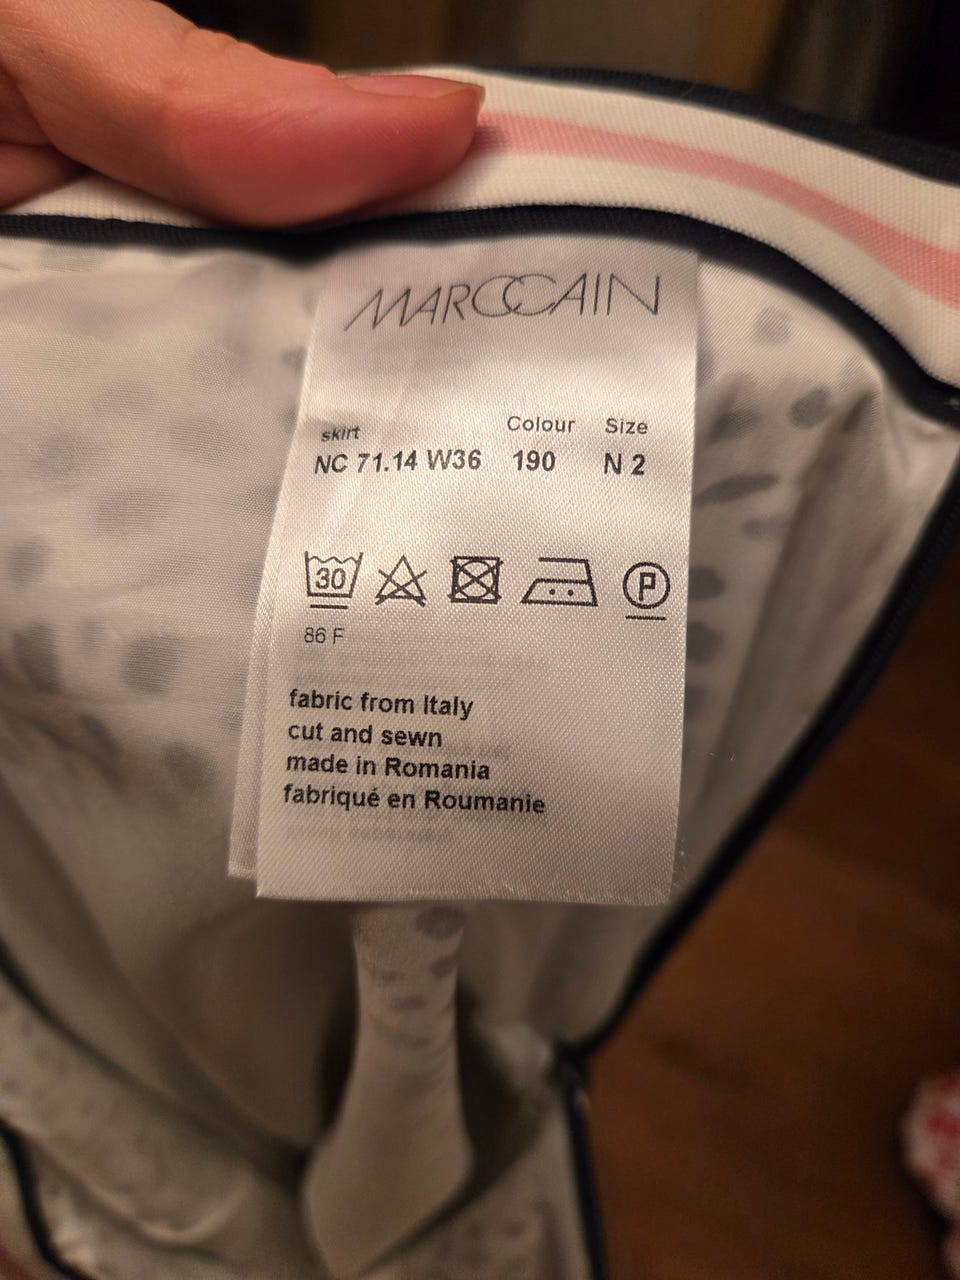 MARCCAIN
skirt Colour Size
NC 71.14 W36 190 N 2
30 P
86 F
fabric from Italy
cut and sewn
made in Romania
fabriqué en Roumanie